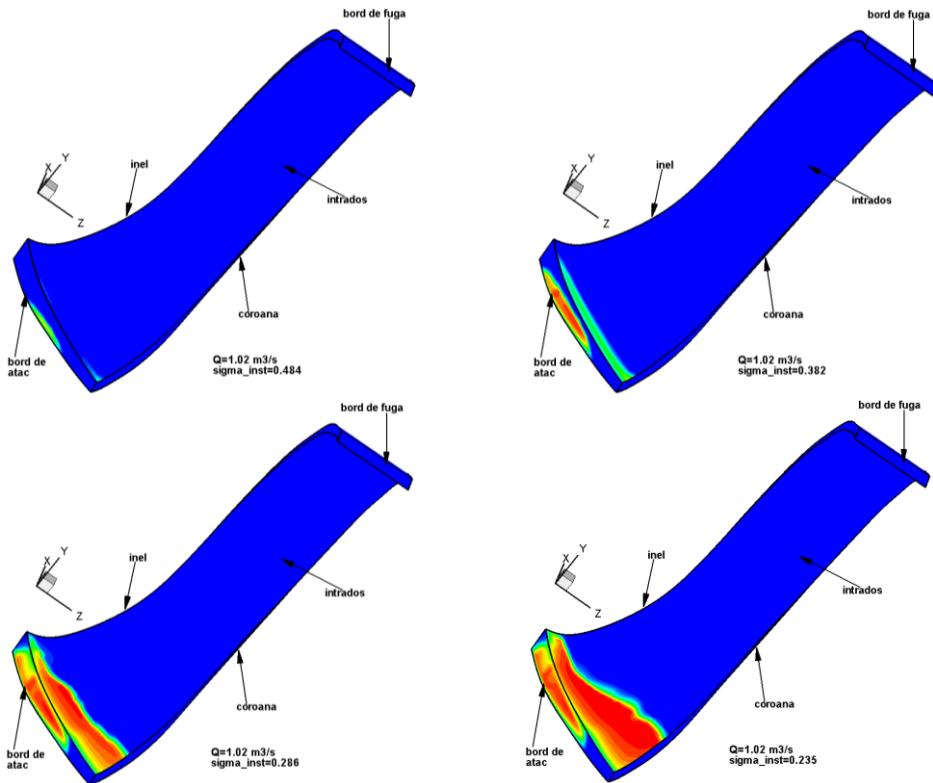 bord de fuga
X
Y
Z
inel
intrados
coroana
bord de
atac
Q=1.02 m3/s
sigma_inst=0.484
bord de fuga
X
Y
Z
inel
intrados
coroana
bord de
atac
Q=1.02 m3/s
sigma_inst=0.382
bord de fuga
X
Y
Z
inel
intrados
coroana
bord de
atac
Q=1.02 m3/s
sigma_inst=0.286
bord de fuga
X
Y
Z
inel
intrados
coroana
bord de
atac
Q=1.02 m3/s
sigma_inst=0.235